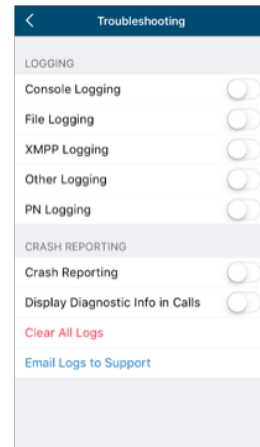 Troubleshooting
LOGGING
Console Logging
File Logging
XMPP Logging
Other Logging
PN Logging
CRASH REPORTING
Crash Reporting
Display Diagnostic Info in Calls
Clear All Logs
Email Logs to Support